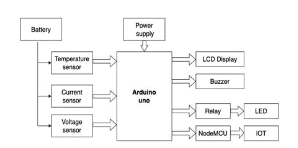 Battery
Power
supply
Temperature
sensor
Current
sensor
Voltage
sensor
Arduino
uno
LCD Display
Buzzer
Relay
LED
NodeMCU
IOT